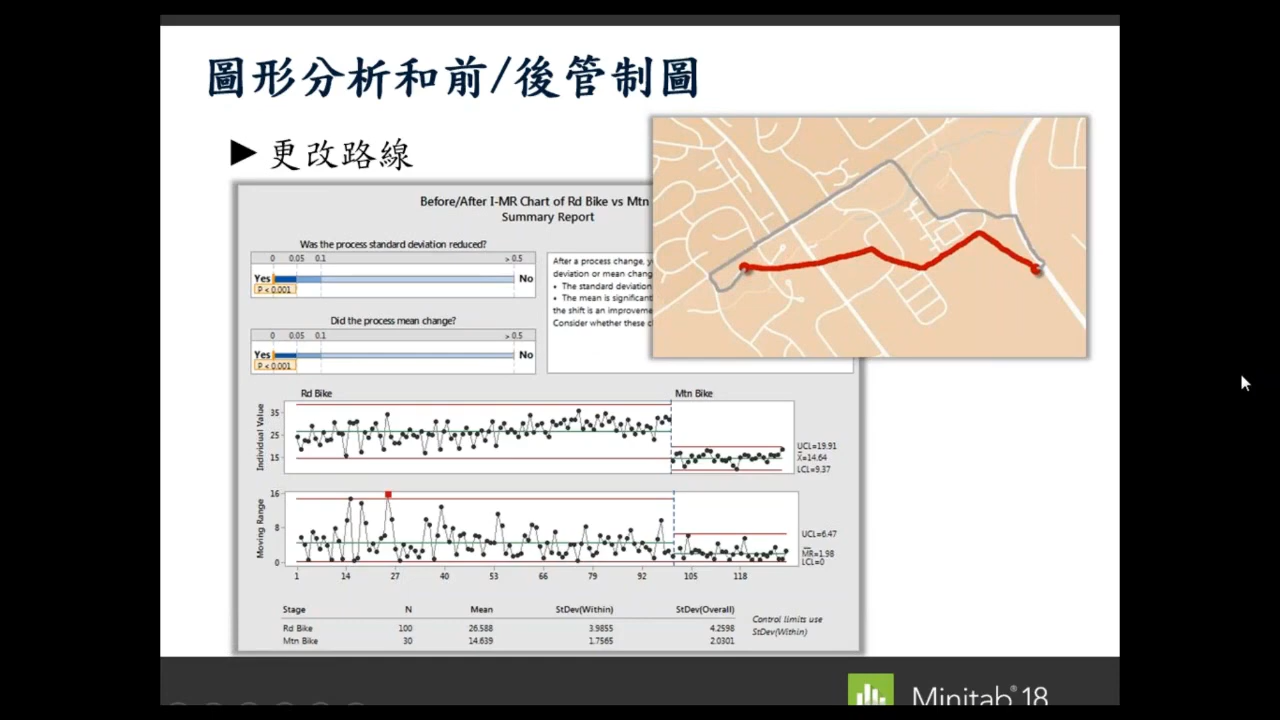 圖形分析和前/後管制圖
▶ 更改路線
Before/After I-MR Chart of Rd Bike vs Mtn
Summary Report
Was the process standard deviation reduced?
0 0.05 0.1 > 0.5
Yes No
P < 0.001
Did the process mean change?
0 0.05 0.1 > 0.5
Yes No
P < 0.001
After a process change, y
deviation or mean chang
• The standard deviation
• The mean is significant
the shift is an improveme
Consider whether these c
Rd Bike Mtn Bike
Individual Value
35
25
15
UCL=19.91
X=14.64
LCL=9.37
Moving Range
16
8
0
UCL=6.47
MR=1.98
LCL=0
1 14 27 40 53 66 79 92 105 118
Stage N Mean StDev(Within) StDev(Overall)
Rd Bike 100 26.588 3.9855 4.2598
Mtn Bike 30 14.639 1.7565 2.0301
Control limits use
StDev(Within)
Minitab® 18